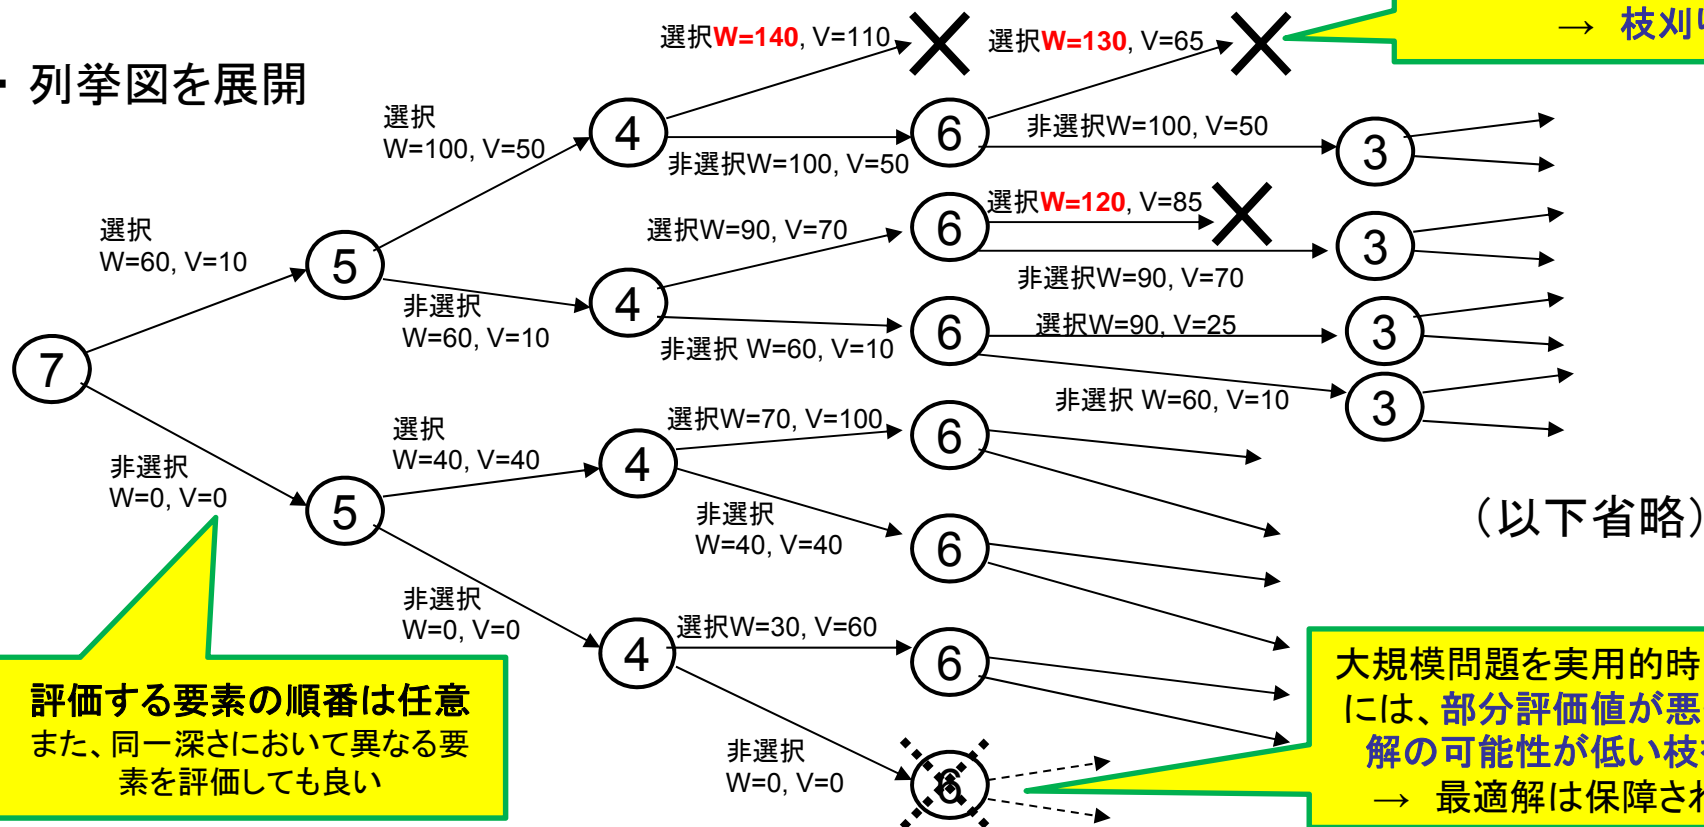 → 枝刈り
・ 列挙図を展開
選択W=140, V=110
選択W=130, V=65
選択
W=100, V=50
4
非選択W=100, V=50
6
非選択W=100, V=50
3
選択
W=60, V=10
5
選択W=90, V=70
6
選択W=120, V=85
非選択W=90, V=70
3
非選択
W=60, V=10
4
非選択 W=60, V=10
6
選択W=90, V=25
3
非選択 W=60, V=10
3
7
非選択
W=0, V=0
5
選択
W=40, V=40
4
選択W=70, V=100
6
非選択
W=40, V=40
6
(以下省略)
非選択
W=0, V=0
4
選択W=30, V=60
6
非選択
W=0, V=0
6
評価する要素の順番は任意
また、同一深さにおいて異なる要
素を評価しても良い
大規模問題を実用的時
には、部分評価値が悪
解の可能性が低い枝
→ 最適解は保障され